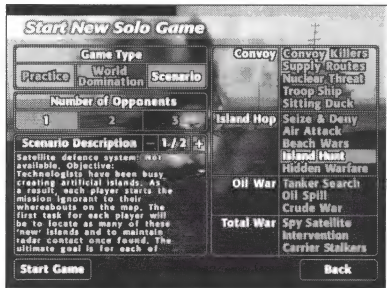 Start New Solo Game
Game Type
Practice World Domination Scenario
Number of Opponents
1 2 3
Scenario Description - 1/2 +
Satellite defence system: Not
available. Objective:
Technologists have been busy
creating artificial islands. As
a result, each player starts the
mission ignorant to their
whereabouts on the map. The
first task for each player will
be to locate as many of these
'new' islands and to maintain
radar contact once found. The
ultimate goal is for each of
Start Game
Convoy Convoy Killers
Supply Routes
Nuclear Threat
Troop Ship
Sitting Duck
Island Hop Seize & Deny
Air Attack
Beach Wars
Island Hunt
Hidden Warfare
Oil War Tanker Search
Oil Spill
Crude War
Total War Spy Satellite
Intervention
Carrier Stalkers
Back